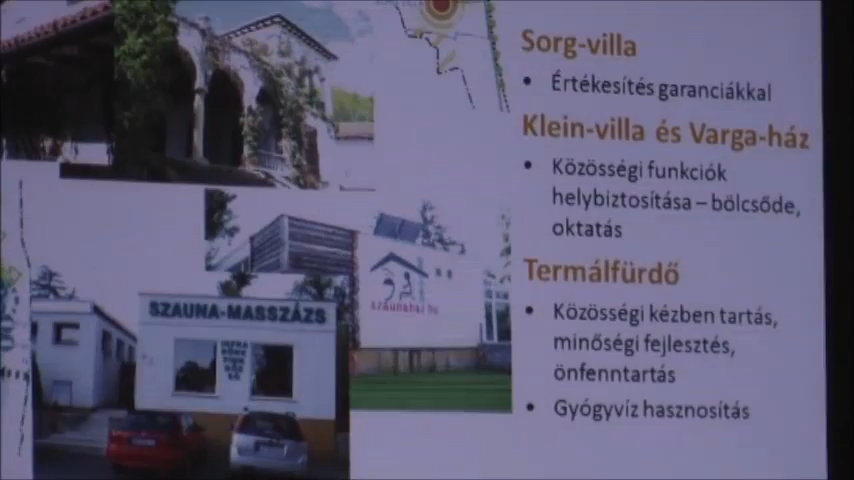 Sorg-villa
• Értékesítés garanciákkal
Klein-villa és Varga-ház
• Közösségi funkciók
helybiztosítása – bölcsőde,
oktatás
Termálfürdő
• Közösségi kézben tartás,
minőségi fejlesztés,
önfenntartás
• Gyógyvíz hasznosítás
szaunahaz.hu
SZAUNA-MASSZÁZS